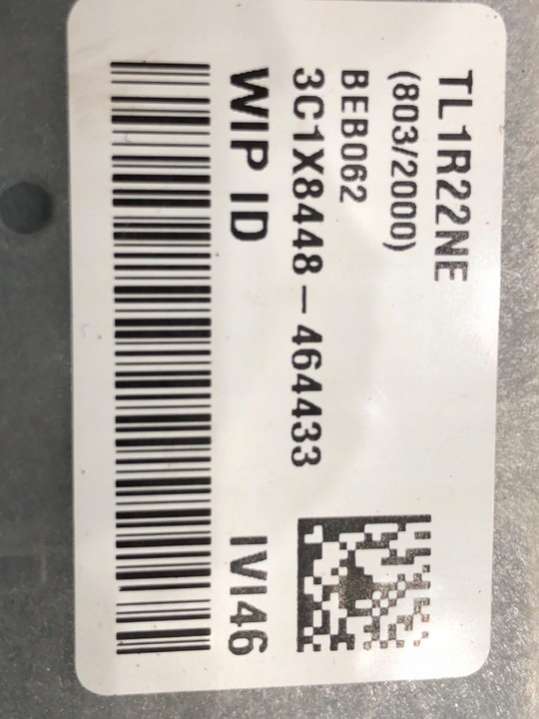 TL1R22NE
(803/2000)
BEB062
3C1X8448-464433
WIP ID IVI46